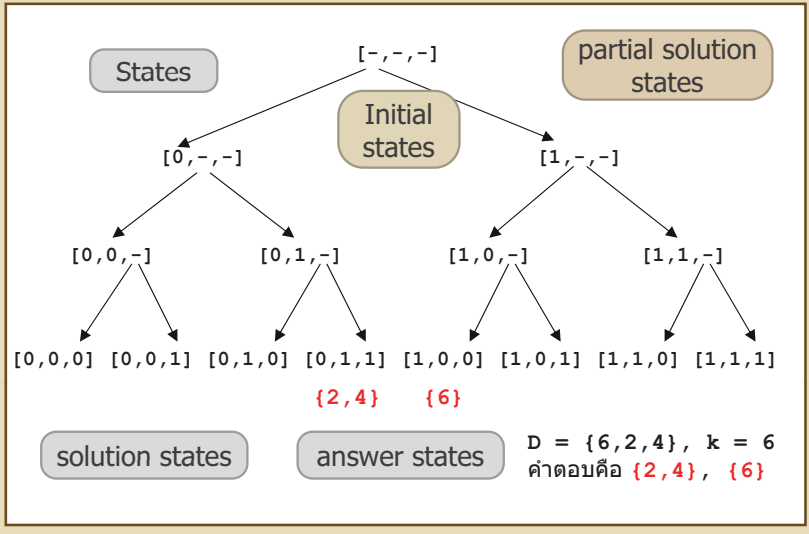 [-,-,-]
States
partial solution
states
Initial
states
[0,-,-]
[1,-,-]
[0,0,-]
[0,1,-]
[1,0,-]
[1,1,-]
[0,0,0] [0,0,1] [0,1,0] [0,1,1] [1,0,0] [1,0,1] [1,1,0] [1,1,1]
{2,4}
{6}
solution states
answer states
D = {6,2,4}, k = 6
คำตอบคือ {2,4}, {6}